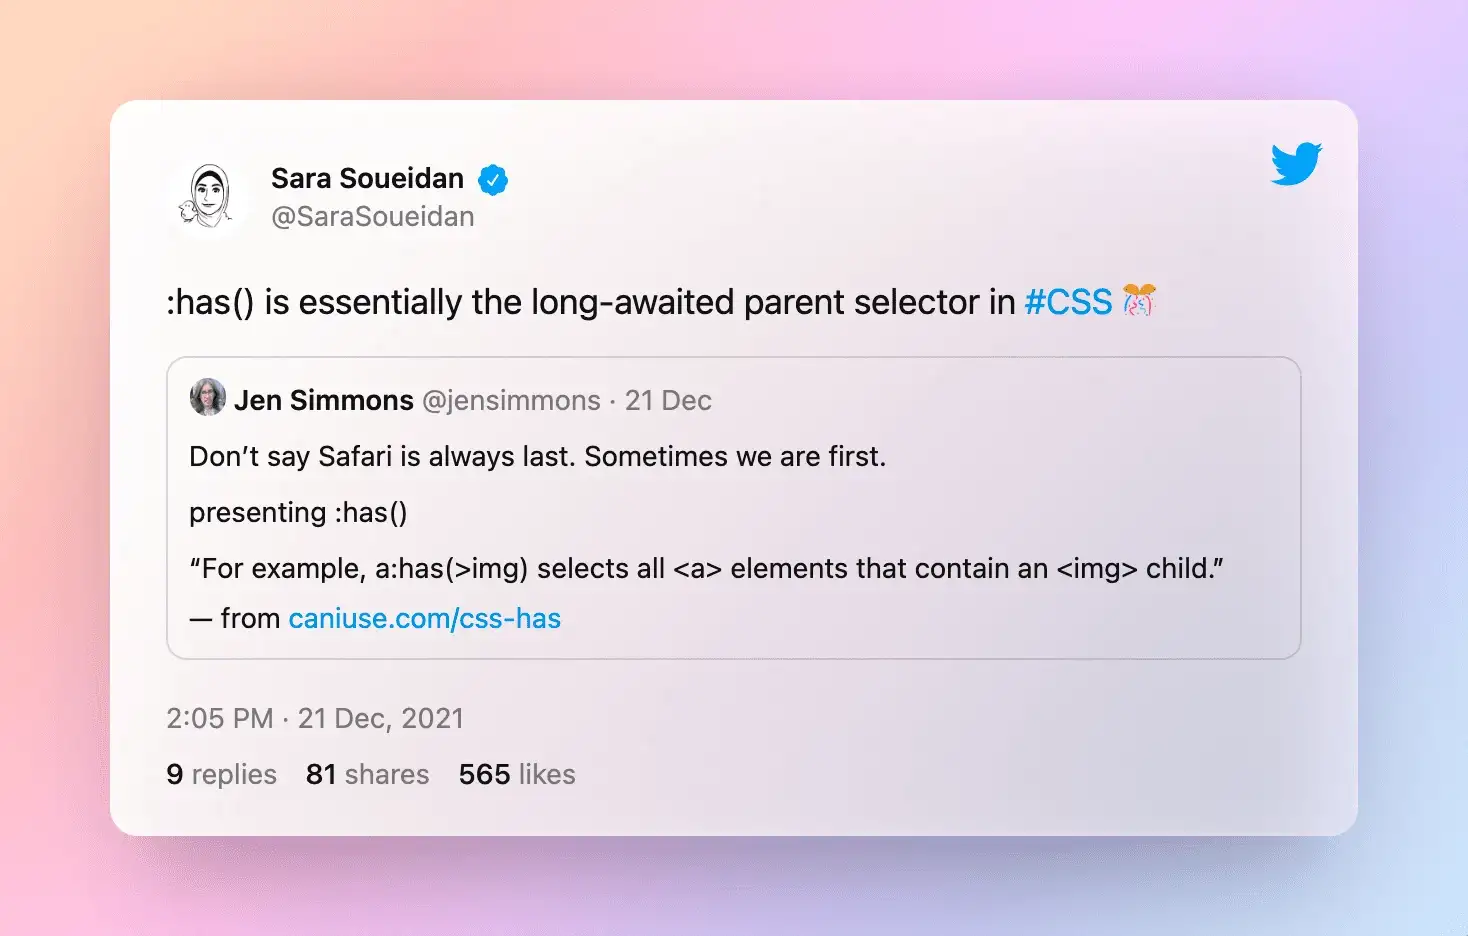 Sara Soueidan
@SaraSoueidan
:has() is essentially the long-awaited parent selector in #CSS 🎊
Jen Simmons @jensimmons · 21 Dec
Don’t say Safari is always last. Sometimes we are first.
presenting :has()
“For example, a:has(>img) selects all <a> elements that contain an <img> child.”
— from caniuse.com/css-has
2:05 PM · 21 Dec, 2021
9 replies 81 shares 565 likes